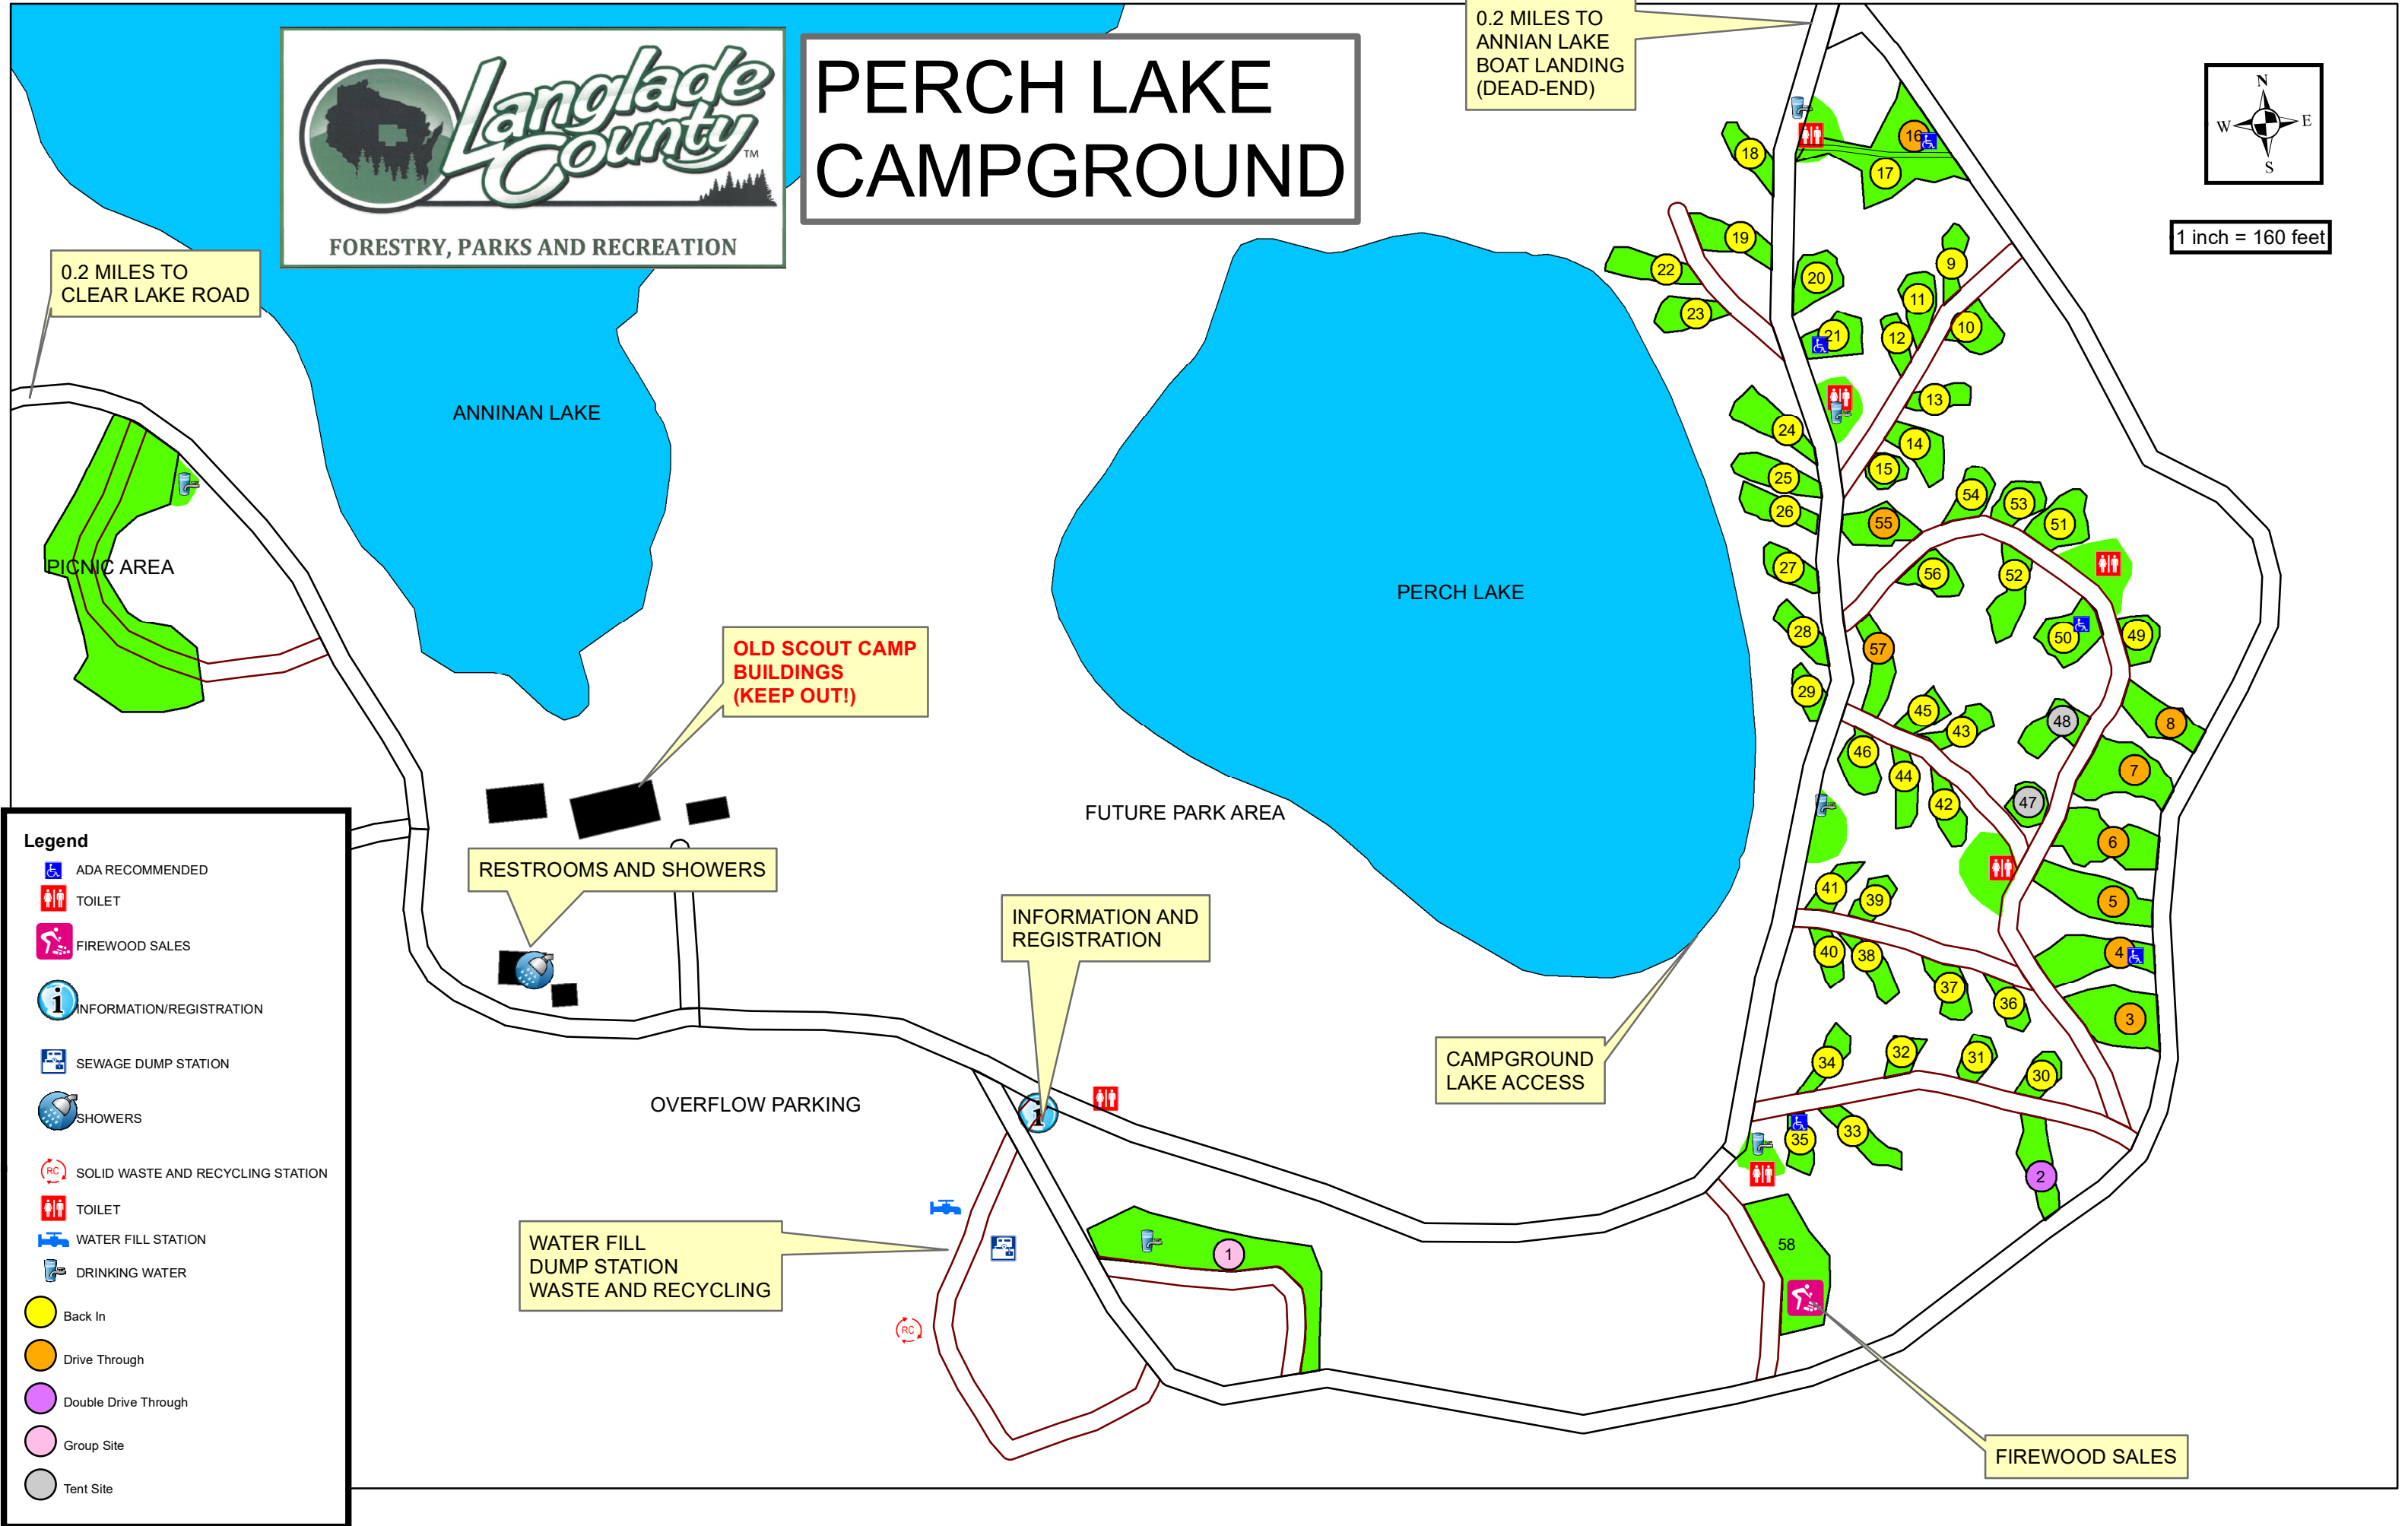 Langlade
County
TM
FORESTRY, PARKS AND RECREATION
PERCH LAKE
CAMPGROUND
0.2 MILES TO
ANNIAN LAKE
BOAT LANDING
(DEAD-END)
N
W
E
S
1 inch = 160 feet
0.2 MILES TO
CLEAR LAKE ROAD
ANNINAN LAKE
PICNIC AREA
PERCH LAKE
OLD SCOUT CAMP
BUILDINGS
(KEEP OUT!)
FUTURE PARK AREA
RESTROOMS AND SHOWERS
INFORMATION AND
REGISTRATION
CAMPGROUND
LAKE ACCESS
OVERFLOW PARKING
WATER FILL
DUMP STATION
WASTE AND RECYCLING
FIREWOOD SALES
RC
i
16
18
17
19
22
20
9
23
11
21
12
10
13
24
14
15
25
26
54
53
51
55
27
56
52
28
50
49
57
29
45
48
8
43
46
7
44
42
47
6
41
39
5
40
38
4
37
36
3
34
32
31
30
33
35
2
58
1
Legend
ADA RECOMMENDED
TOILET
FIREWOOD SALES
i
INFORMATION/REGISTRATION
SEWAGE DUMP STATION
SHOWERS
RC
SOLID WASTE AND RECYCLING STATION
TOILET
WATER FILL STATION
DRINKING WATER
Back In
Drive Through
Double Drive Through
Group Site
Tent Site